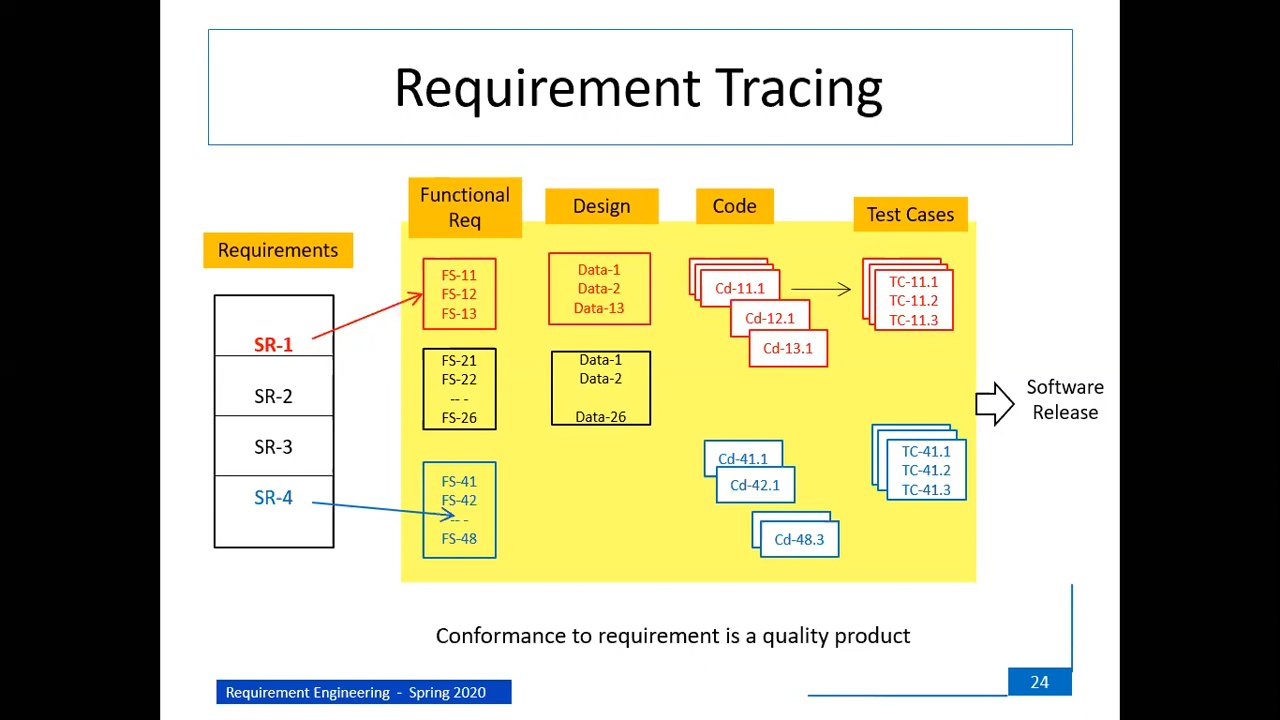 Requirement Tracing
Requirements
Functional
Req
Design
Code
Test Cases
SR-1
SR-2
SR-3
SR-4
FS-11
FS-12
FS-13
FS-21
FS-22
-- -
FS-26
FS-41
FS-42
-- -
FS-48
Data-1
Data-2
Data-13
Data-1
Data-2
Data-26
Cd-11.1
Cd-12.1
Cd-13.1
Cd-41.1
Cd-42.1
Cd-48.3
TC-11.1
TC-11.2
TC-11.3
TC-41.1
TC-41.2
TC-41.3
Software
Release
Conformance to requirement is a quality product
Requirement Engineering - Spring 2020
24